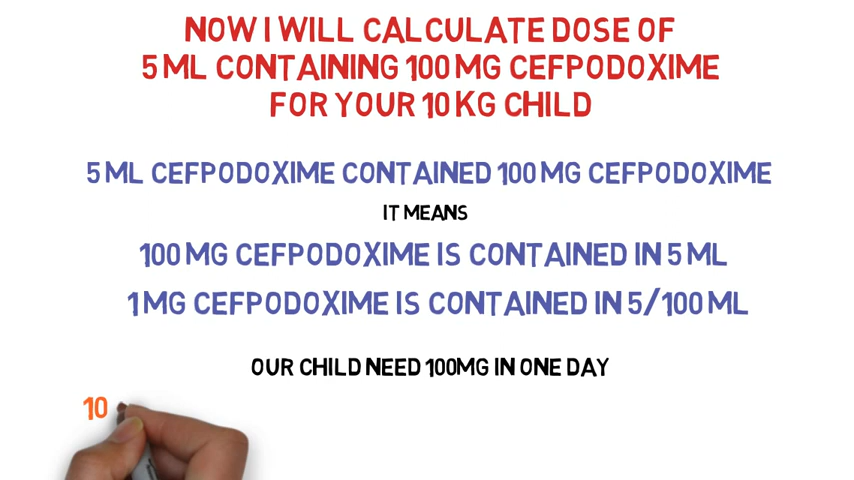 NOW I WILL CALCULATE DOSE OF
5 ML CONTAINING 100 MG CEFPODOXIME
FOR YOUR 10 KG CHILD
5 ML CEFPODOXIME CONTAINED 100 MG CEFPODOXIME
IT MEANS
100 MG CEFPODOXIME IS CONTAINED IN 5 ML
1 MG CEFPODOXIME IS CONTAINED IN 5/100 ML
OUR CHILD NEED 100MG IN ONE DAY
10